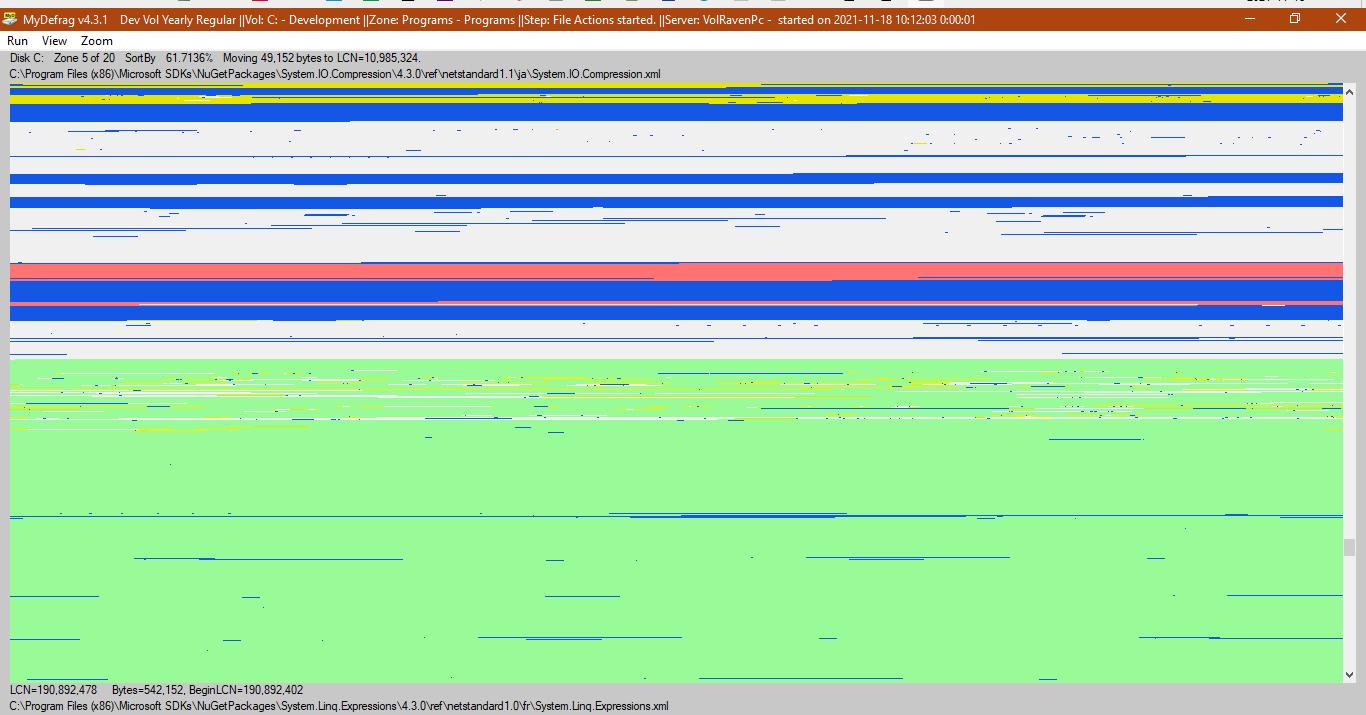 MyDefrag v4.3.1 Dev Vol Yearly Regular ||Vol: C: - Development ||Zone: Programs - Programs ||Step: File Actions started. ||Server: VolRavenPc - started on 2021-11-18 10:12:03 0:00:01
Run View Zoom
Disk C: Zone 5 of 20 SortBy 61.7136% Moving 49,152 bytes to LCN=10,985,324.
C:\Program Files (x86)\Microsoft SDKs\NuGetPackages\System.IO.Compression\4.3.0\ref\netstandard1.1\ja\System.IO.Compression.xml
LCN=190,892,478 Bytes=542,152, BeginLCN=190,892,402
C:\Program Files (x86)\Microsoft SDKs\NuGetPackages\System.Linq.Expressions\4.3.0\ref\netstandard1.0\fr\System.Linq.Expressions.xml